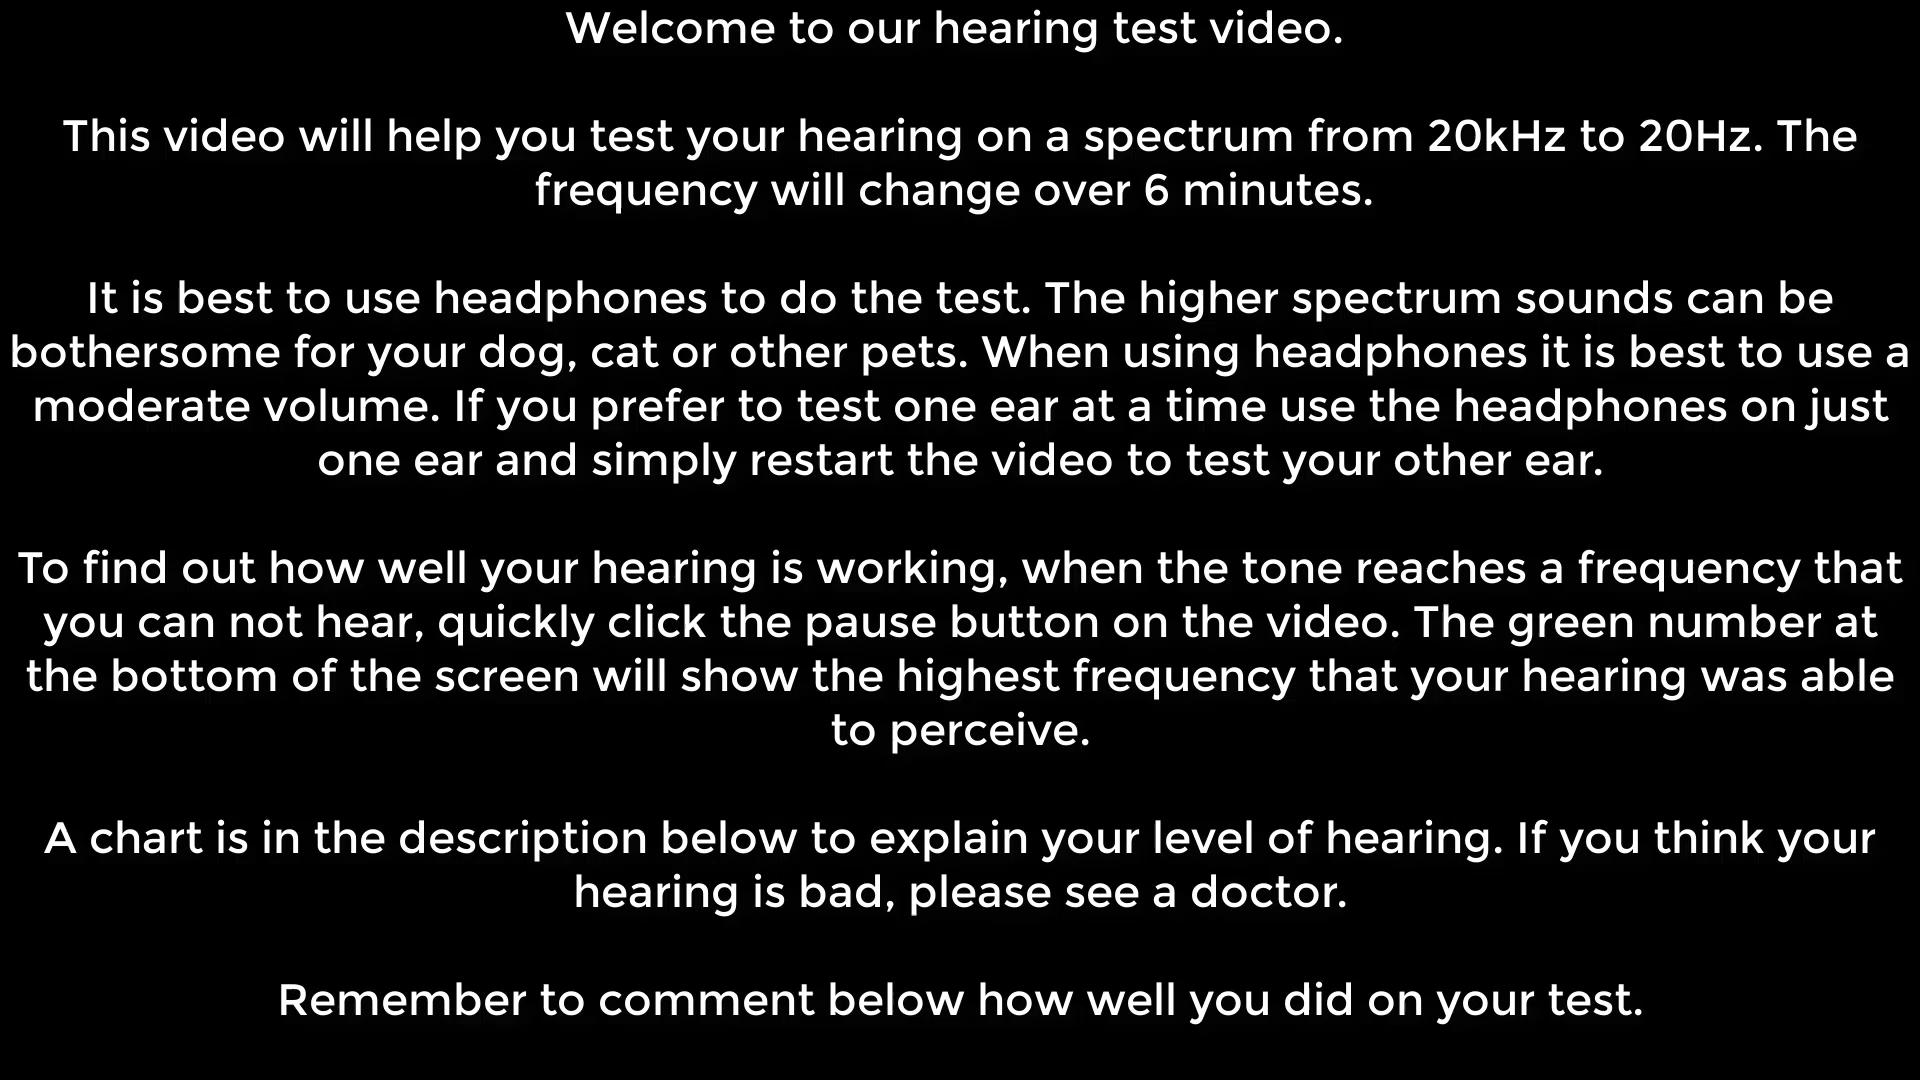 Welcome to our hearing test video.
This video will help you test your hearing on a spectrum from 20kHz to 20Hz. The
frequency will change over 6 minutes.
It is best to use headphones to do the test. The higher spectrum sounds can be
bothersome for your dog, cat or other pets. When using headphones it is best to use a
moderate volume. If you prefer to test one ear at a time use the headphones on just
one ear and simply restart the video to test your other ear.
To find out how well your hearing is working, when the tone reaches a frequency that
you can not hear, quickly click the pause button on the video. The green number at
the bottom of the screen will show the highest frequency that your hearing was able
to perceive.
A chart is in the description below to explain your level of hearing. If you think your
hearing is bad, please see a doctor.
Remember to comment below how well you did on your test.